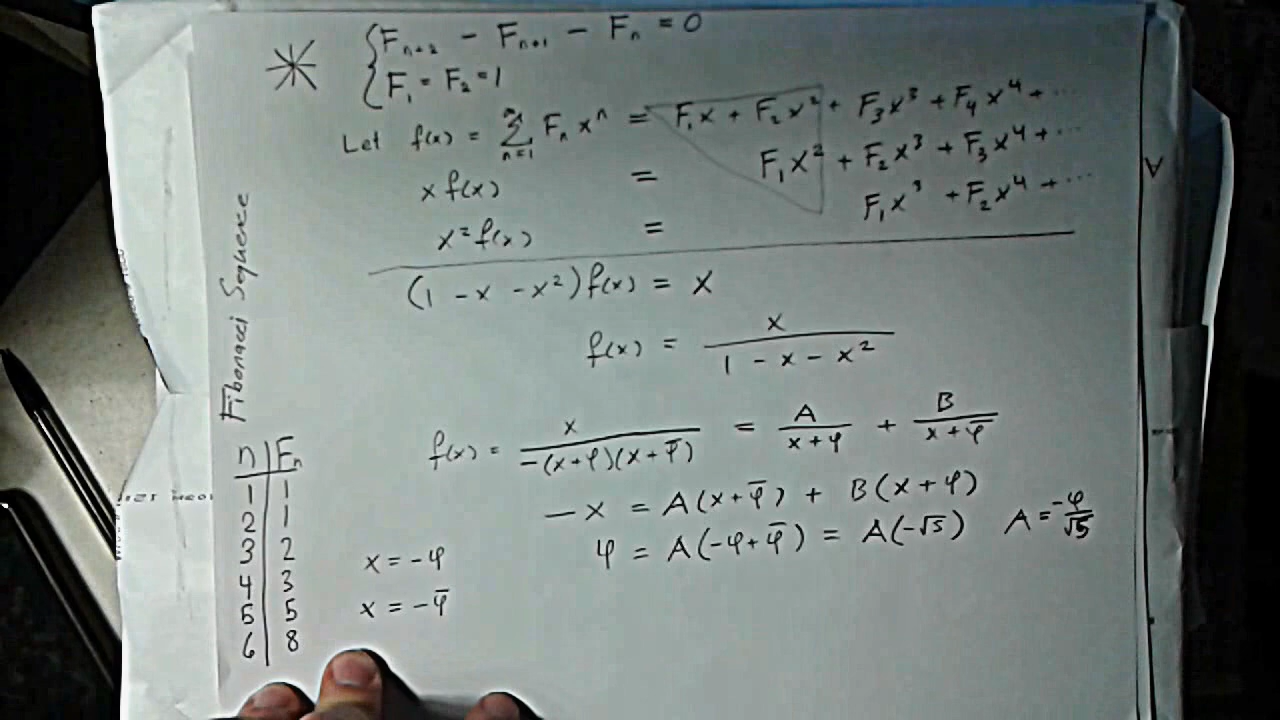 { Fₙ₊₂ - Fₙ₊₁ - Fₙ = 0
F₁ = F₂ = 1
Let f(x) = ∑_{n=1}^{∞} Fₙ xⁿ = F₁x + F₂x² + F₃x³ + F₄x⁴ + ...
x f(x) = F₁x² + F₂x³ + F₃x⁴ + ...
x² f(x) = F₁x³ + F₂x⁴ + ...
(1 - x - x²) f(x) = x
f(x) = x / (1 - x - x²)
f(x) = x / (-(x+φ)(x+φ̄)) = A / (x+φ) + B / (x+φ̄)
-x = A(x+φ̄) + B(x+φ)
x = -φ φ = A(-φ+φ̄) = A(-√5) A = -φ/√5
x = -φ̄
Fibonacci Sequence
n Fₙ
1 1
2 1
3 2
4 3
5 5
6 8